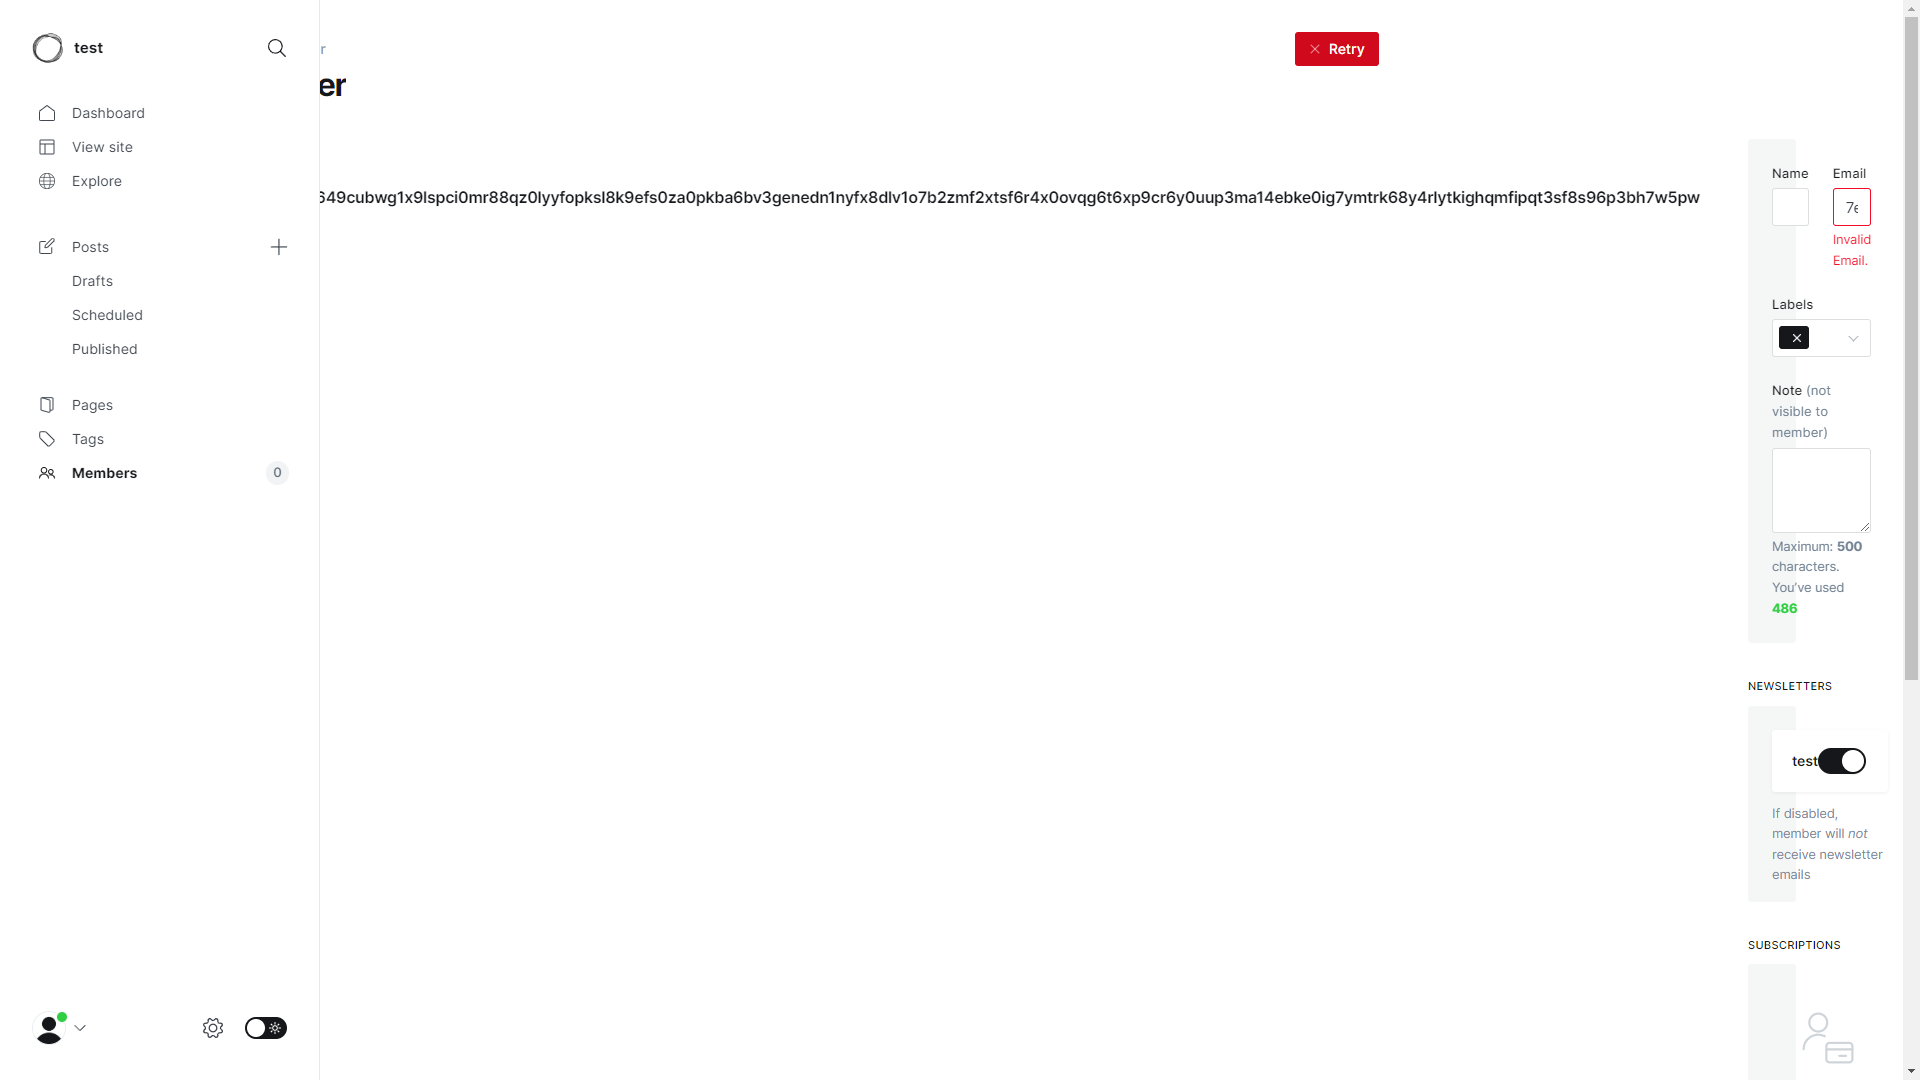 test
Dashboard
View site
Explore
Posts
Drafts
Scheduled
Published
Pages
Tags
Members 0
r
Retry
er
649cubwg1x9lspci0mr88qz0lyyfopksl8k9efs0za0pkba6bv3genedn1nyfx8dlv1o7b2zmf2xtsf6r4x0ovqg6t6xp9cr6y0uup3ma14ebke0ig7ymtrk68y4rlytkighqmfipqt3sf8s96p3bh7w5pw
Name Email
7e
Invalid
Email.
Labels
Note (not
visible to
member)
Maximum: 500
characters.
You've used
486
NEWSLETTERS
test
If disabled,
member will not
receive newsletter
emails
SUBSCRIPTIONS